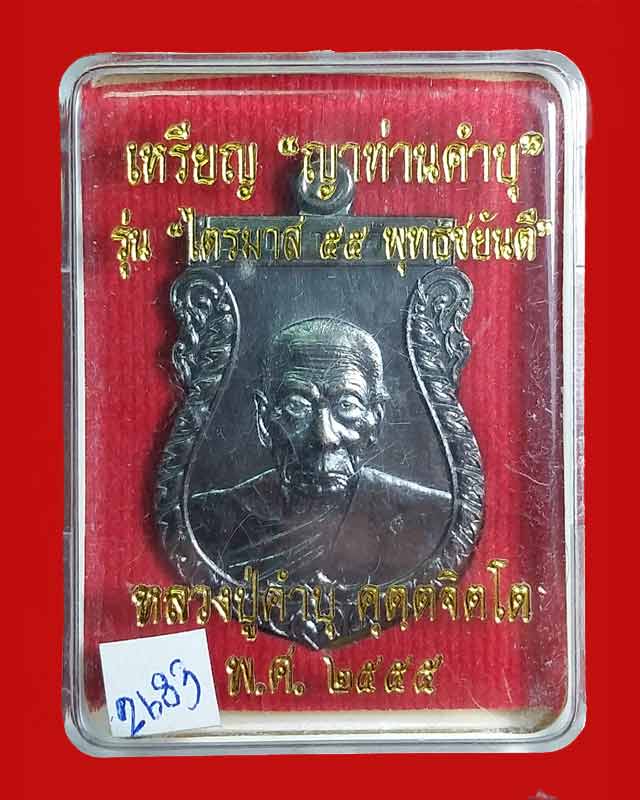 เหรียญ "ญาท่านคำบุ"
รุ่น "ไตรมาส ๕๕ พุทธชยันตี"
หลวงปู่คำบุ คุตฺตจิตฺโต
พ.ศ. ๒๕๕๕